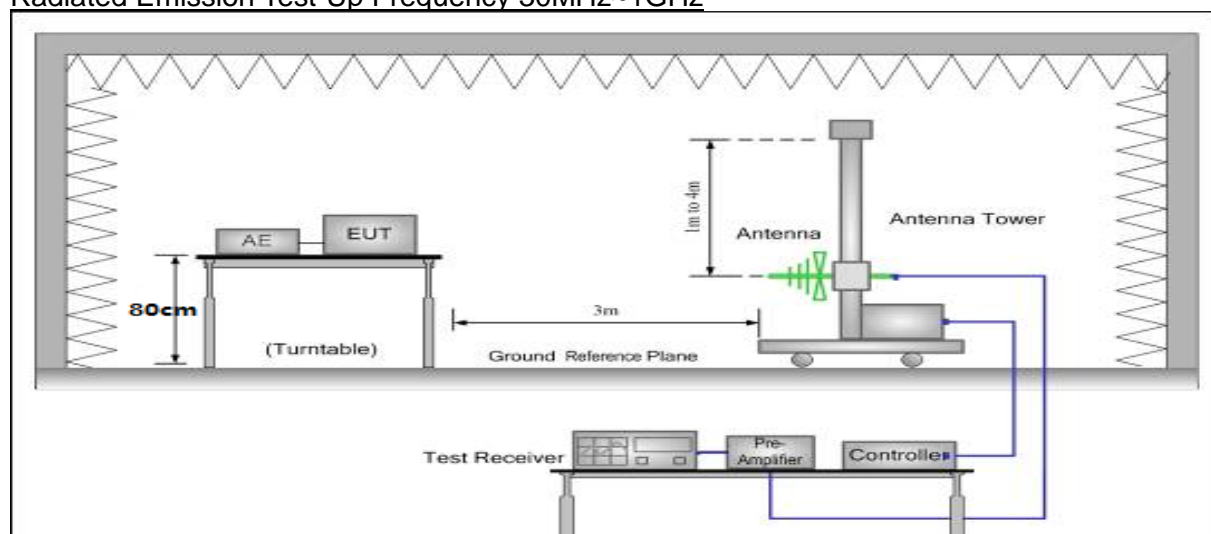 Radiated Emission Test-Up Frequency 30MHz~1GHz
1m to 4m
Antenna Tower
Antenna
AE
EUT
80cm
3m
(Turntable)
Ground Reference Plane
Test Receiver
Pre-
Amplifier
Controller